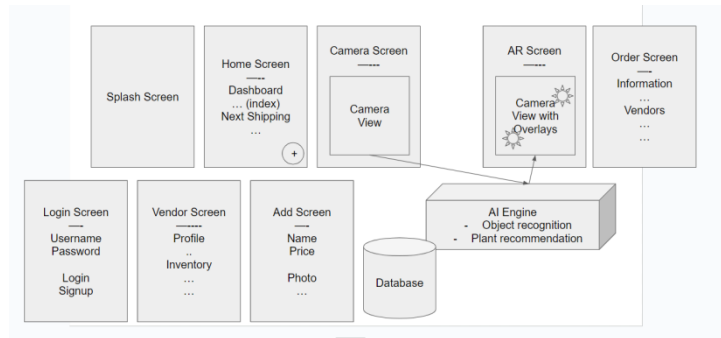 Splash Screen
Home Screen
-----
Dashboard
... (index)
Next Shipping
...
+
Camera Screen
-----
Camera
View
AR Screen
-----
Camera
View with
Overlays
Order Screen
----
Information
...
Vendors
...
...
Login Screen
----
Username
Password
Login
Signup
Vendor Screen
-----
Profile
..
Inventory
...
...
Add Screen
----
Name
Price
Photo
...
Database
AI Engine
- Object recognition
- Plant recommendation